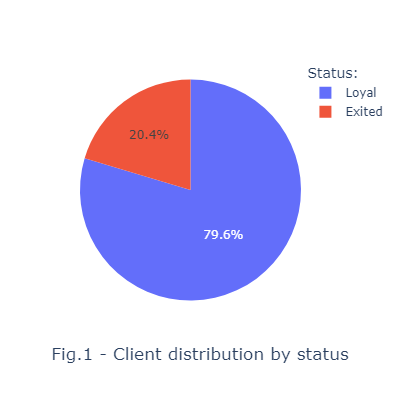 Status:
Loyal
Exited
20.4%
79.6%
Fig.1 - Client distribution by status